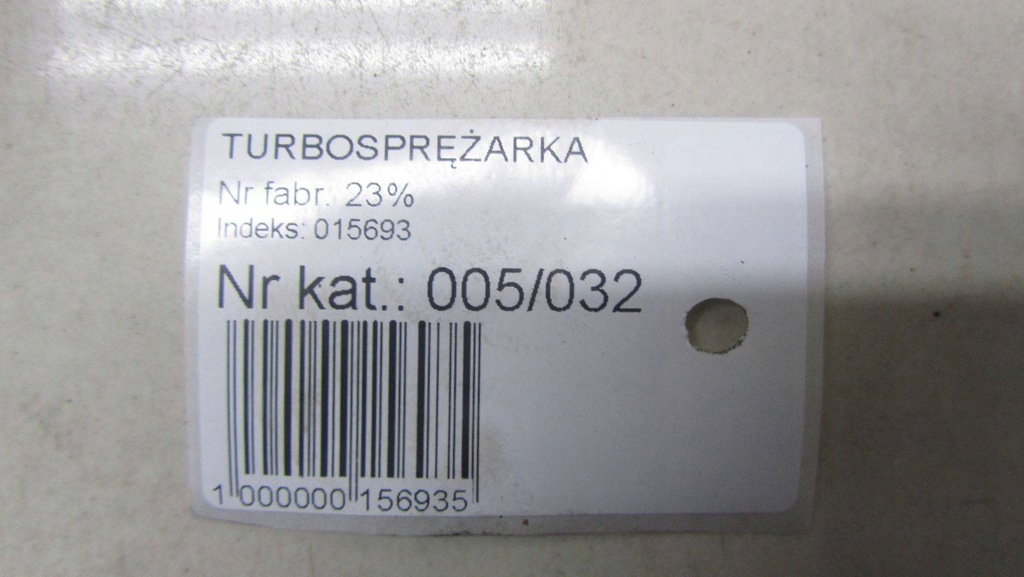 TURBOSPRĘŻARKA
Nr fabr. 23%
Indeks: 015693
Nr kat.: 005/032
1 000000 156935